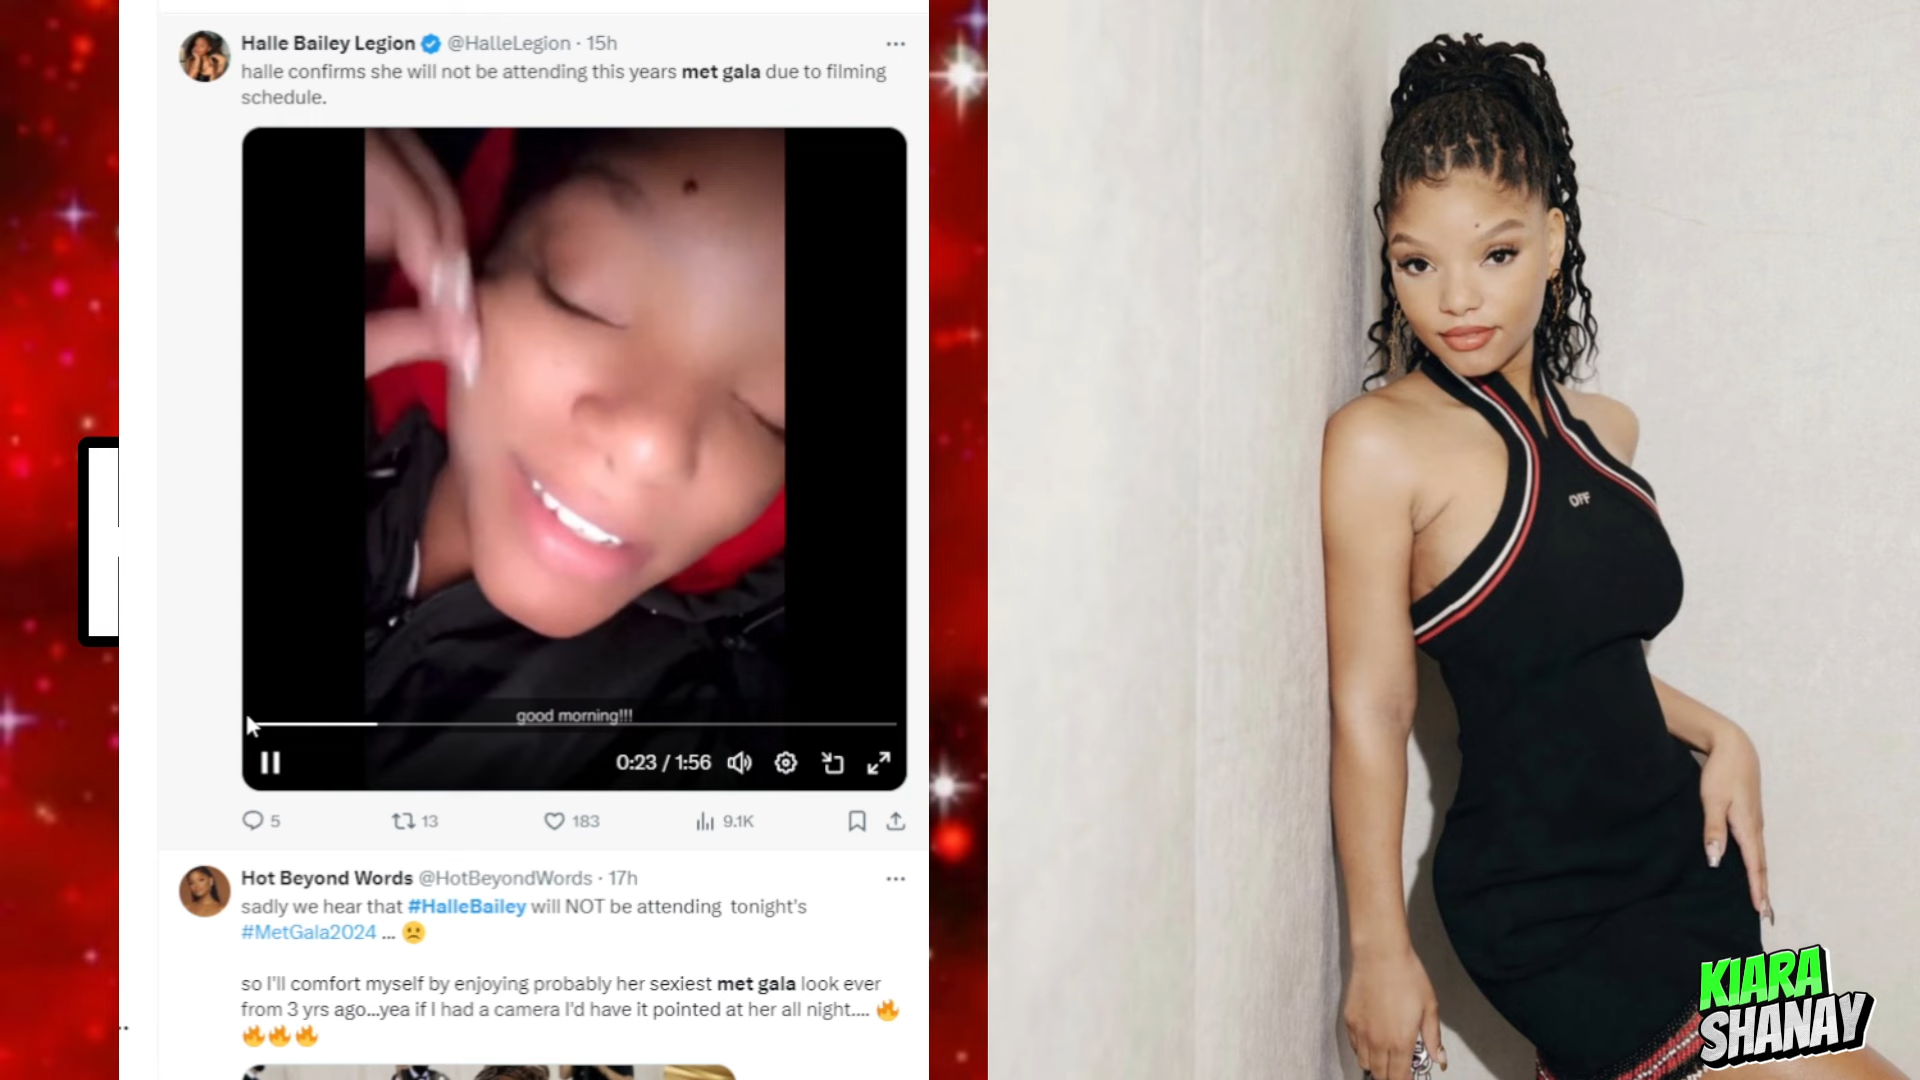 Halle Bailey Legion @HalleLegion · 15h
halle confirms she will not be attending this years met gala due to filming
schedule.
good morning!!!
0:23 / 1:56
5 13 183 9.1K
Hot Beyond Words @HotBeyondWords · 17h
sadly we hear that #HalleBailey will NOT be attending tonight's
#MetGala2024 ... ☹️
so I'll comfort myself by enjoying probably her sexiest met gala look ever
from 3 yrs ago...yea if I had a camera I'd have it pointed at her all night.... 🔥
🔥🔥🔥
OFF
KIARA
SHANAY